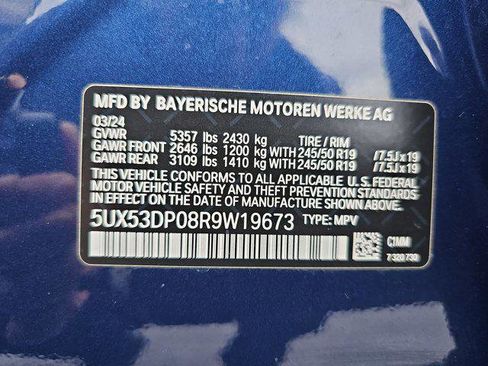 MFD BY BAYERISCHE MOTOREN WERKE AG
03/24
GVWR 5357 lbs 2430 kg TIRE / RIM
GAWR FRONT 2646 lbs 1200 kg WITH 245/50 R19 /7.5Jx19
GAWR REAR 3109 lbs 1410 kg WITH 245/50 R19 /7.5Jx19
THIS VEHICLE CONFORMS TO ALL APPLICABLE U.S. FEDERAL
MOTOR VEHICLE SAFETY AND THEFT PREVENTION
STANDARDS IN EFFECT ON THE DATE OF MANUFACTURE SHOWN ABOVE.
5UX53DP08R9W19673 TYPE: MPV
CIMM
7320730